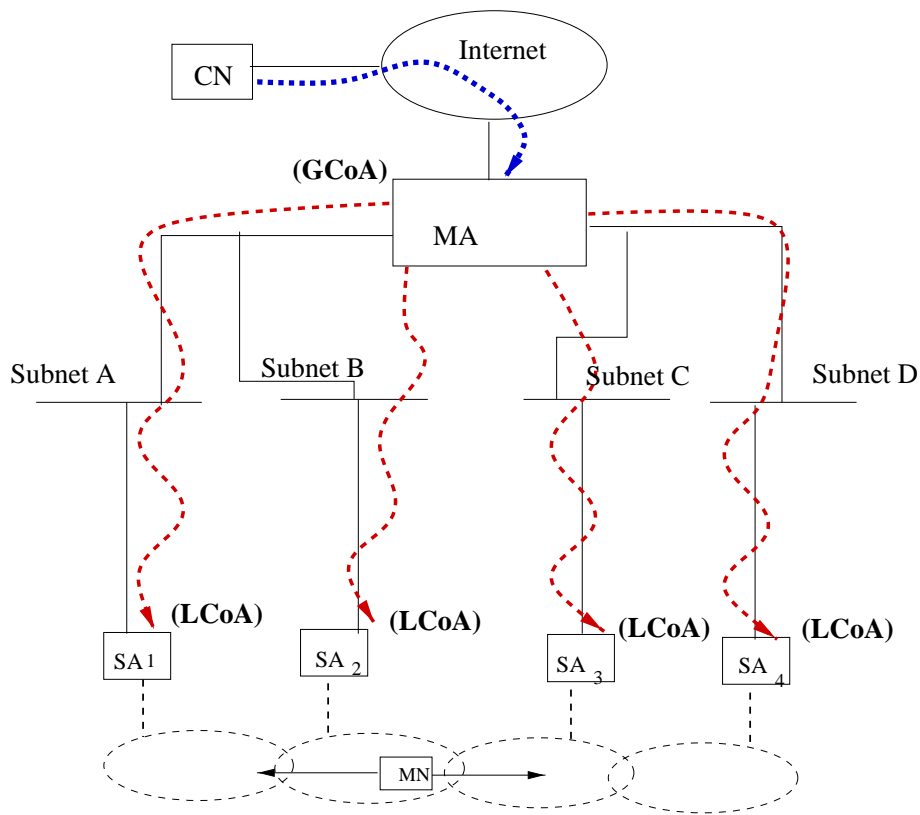 Internet
CN
(GCoA)
MA
Subnet A
Subnet B
Subnet C
Subnet D
(LCoA)
(LCoA)
(LCoA)
(LCoA)
SA 1
SA 2
SA 3
SA 4
MN